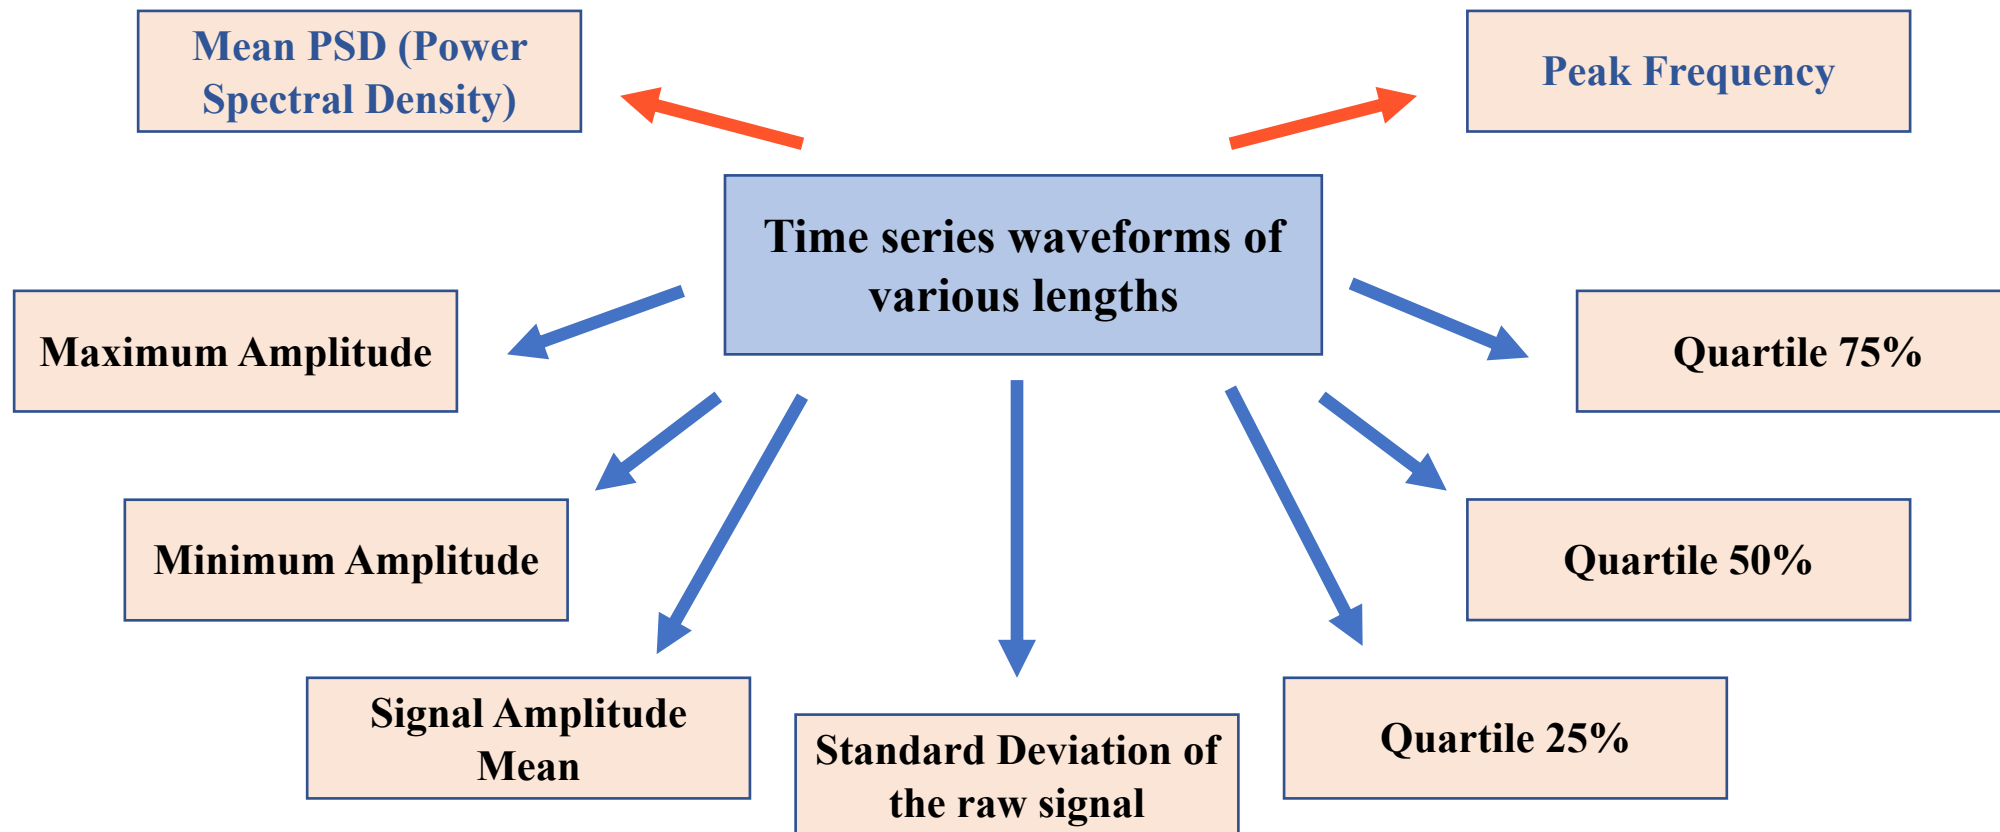 Mean PSD (Power
Spectral Density)
Peak Frequency
Time series waveforms of
various lengths
Maximum Amplitude
Quartile 75%
Minimum Amplitude
Quartile 50%
Signal Amplitude
Mean
Standard Deviation of
the raw signal
Quartile 25%